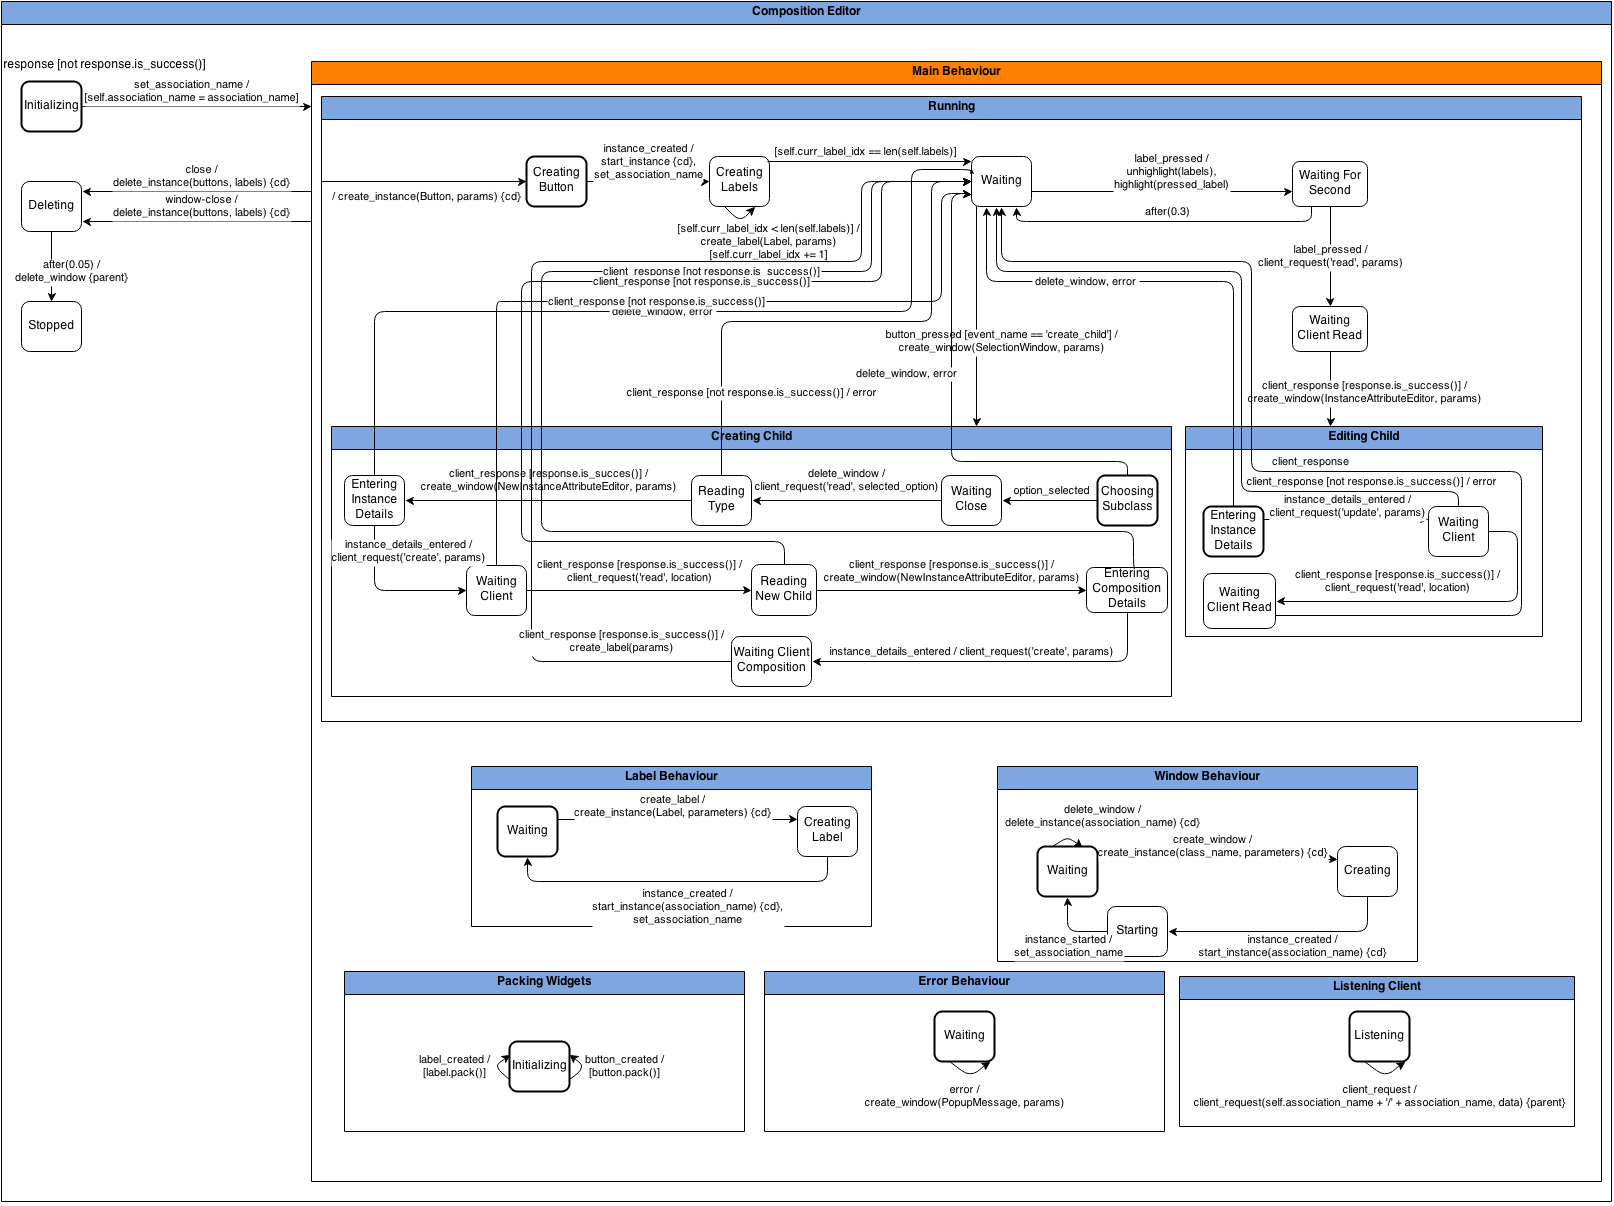 Composition Editor
response [not response.is_success()]
Initializing
set_association_name /
[self.association_name = association_name]
close /
delete_instance(buttons, labels) {cd}
window-close /
delete_instance(buttons, labels) {cd}
Deleting
after(0.05) /
delete_window {parent}
Stopped
Main Behaviour
Running
/ create_instance(Button, params) {cd}
Creating
Button
instance_created /
start_instance {cd},
set_association_name
Creating
Labels
[self.curr_label_idx == len(self.labels)]
[self.curr_label_idx < len(self.labels)] /
create_label(Label, params)
[self.curr_label_idx += 1]
Waiting
label_pressed /
unhighlight(labels),
highlight(pressed_label)
Waiting For
Second
after(0.3)
label_pressed /
client_request('read', params)
Waiting
Client Read
client_response [response.is_success()] /
create_window(InstanceAttributeEditor, params)
client_response [not response.is_success()]
client_response [not response.is_success()]
client_response [not response.is_success()]
delete_window, error
delete_window, error
button_pressed [event_name == 'create_child'] /
create_window(SelectionWindow, params)
delete_window, error
client_response [not response.is_success()] / error
Creating Child
Entering
Instance
Details
client_response [response.is_succes()] /
create_window(NewInstanceAttributeEditor, params)
Reading
Type
delete_window /
client_request('read', selected_option)
Waiting
Close
option_selected
Choosing
Subclass
instance_details_entered /
client_request('create', params)
Waiting
Client
client_response [response.is_success()] /
client_request('read', location)
Reading
New Child
client_response [response.is_success()] /
create_window(NewInstanceAttributeEditor, params)
Entering
Composition
Details
client_response [response.is_success()] /
create_label(params)
Waiting Client
Composition
instance_details_entered / client_request('create', params)
Editing Child
client_response
client_response [not response.is_success()] / error
Entering
Instance
Details
instance_details_entered /
client_request('update', params)
Waiting
Client
client_response [response.is_success()] /
client_request('read', location)
Waiting
Client Read
Label Behaviour
Waiting
create_label /
create_instance(Label, parameters) {cd}
Creating
Label
instance_created /
start_instance(association_name) {cd},
set_association_name
Window Behaviour
delete_window /
delete_instance(association_name) {cd}
Waiting
create_window /
create_instance(class_name, parameters) {cd}
Creating
Starting
instance_started /
set_association_name
instance_created /
start_instance(association_name) {cd}
Packing Widgets
label_created /
[label.pack()]
Initializing
button_created /
[button.pack()]
Error Behaviour
Waiting
error /
create_window(PopupMessage, params)
Listening Client
Listening
client_request /
client_request(self.association_name + '/' + association_name, data) {parent}